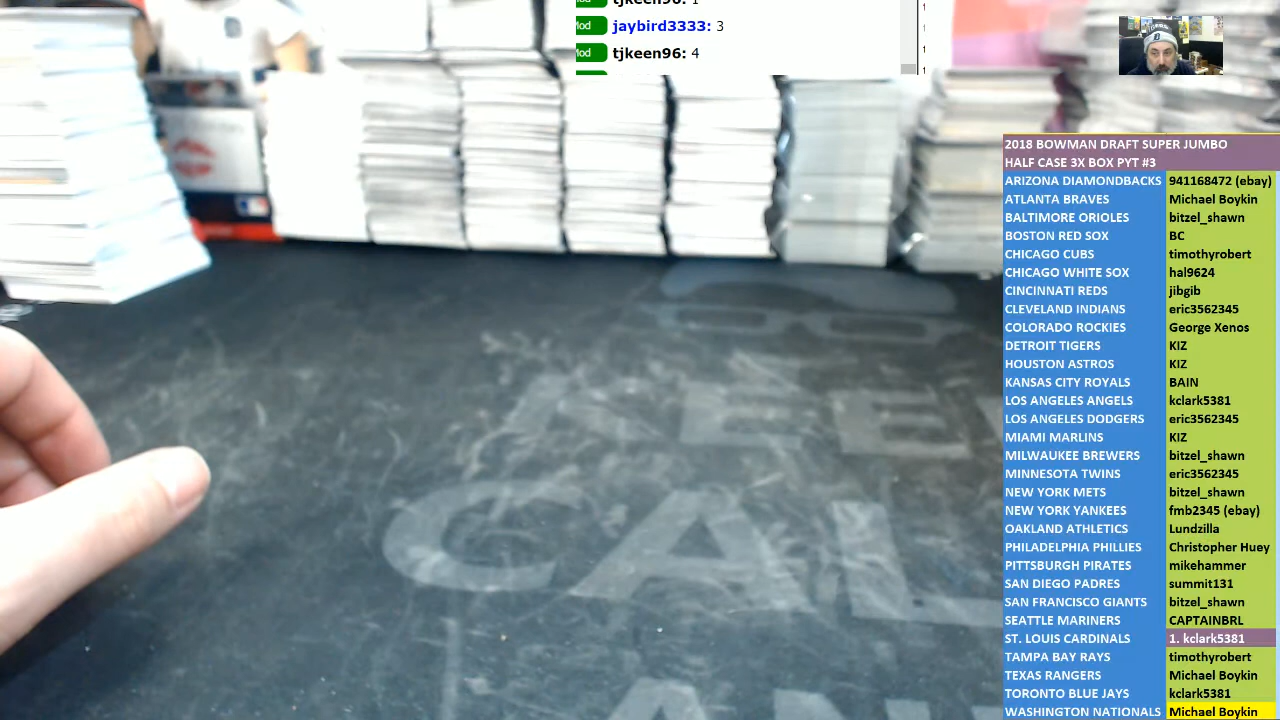 tjkeen96: 1
jaybird3333: 3
tjkeen96: 4
2018 BOWMAN DRAFT SUPER JUMBO
HALF CASE 3X BOX PYT #3
ARIZONA DIAMONDBACKS 941168472 (ebay)
ATLANTA BRAVES Michael Boykin
BALTIMORE ORIOLES bitzel_shawn
BOSTON RED SOX BC
CHICAGO CUBS timothyrobert
CHICAGO WHITE SOX hal9624
CINCINNATI REDS jibgib
CLEVELAND INDIANS eric3562345
COLORADO ROCKIES George Xenos
DETROIT TIGERS KIZ
HOUSTON ASTROS KIZ
KANSAS CITY ROYALS BAIN
LOS ANGELES ANGELS kclark5381
LOS ANGELES DODGERS eric3562345
MIAMI MARLINS KIZ
MILWAUKEE BREWERS bitzel_shawn
MINNESOTA TWINS eric3562345
NEW YORK METS bitzel_shawn
NEW YORK YANKEES fmb2345 (ebay)
OAKLAND ATHLETICS Lundzilla
PHILADELPHIA PHILLIES Christopher Huey
PITTSBURGH PIRATES mikehammer
SAN DIEGO PADRES summit131
SAN FRANCISCO GIANTS bitzel_shawn
SEATTLE MARINERS CAPTAINBRL
ST. LOUIS CARDINALS 1. kclark5381
TAMPA BAY RAYS timothyrobert
TEXAS RANGERS Michael Boykin
TORONTO BLUE JAYS kclark5381
WASHINGTON NATIONALS Michael Boykin